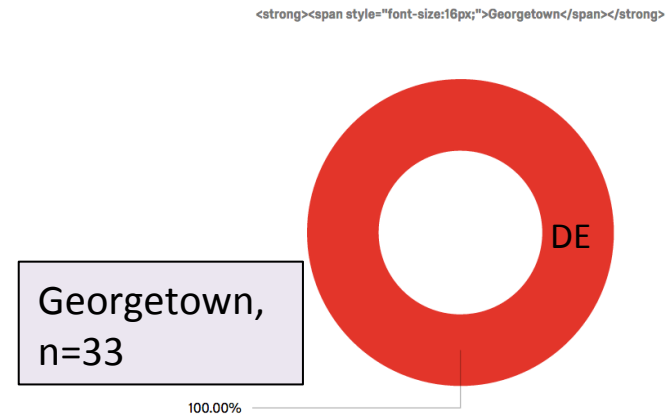 <strong><span style="font-size:16px;">Georgetown</span></strong>
DE
Georgetown,
n=33
100.00%